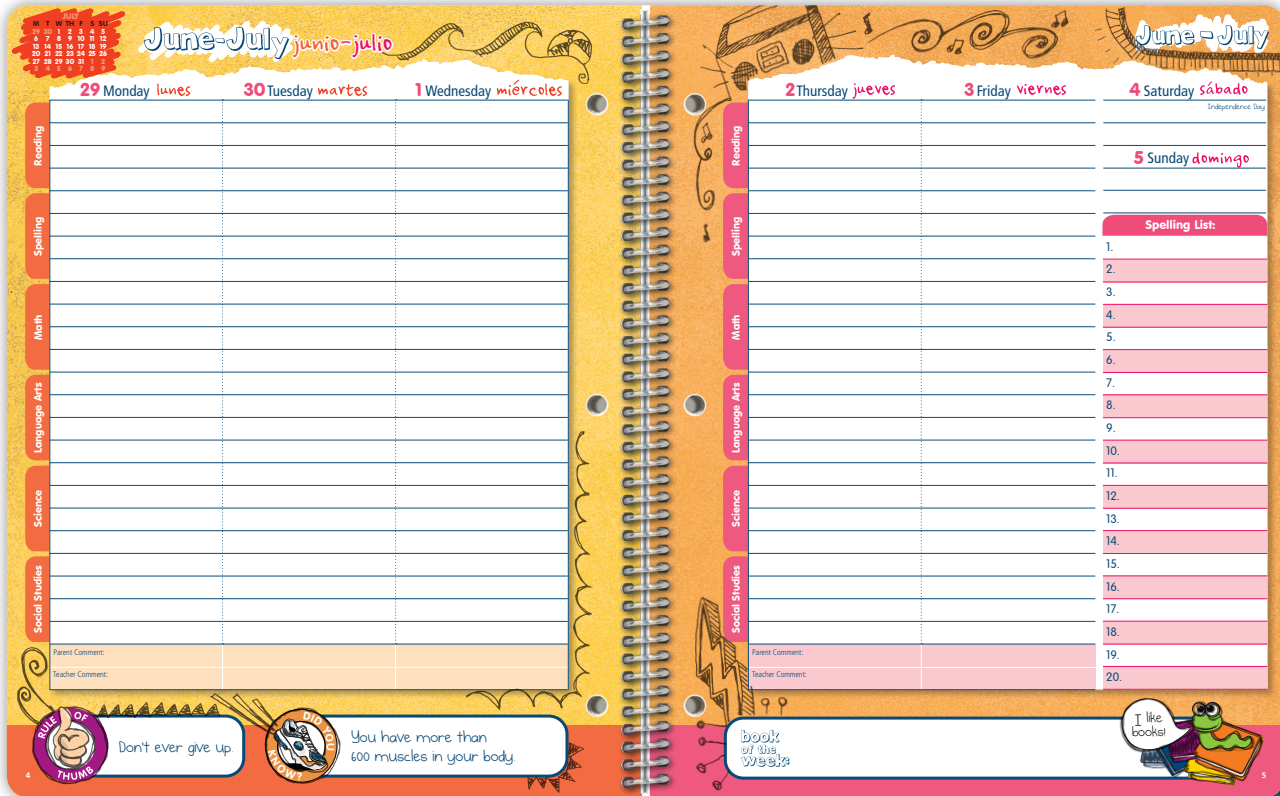 JULY
M T W TH F S SU
29 30 1 2 3 4 5
6 7 8 9 10 11 12
13 14 15 16 17 18 19
20 21 22 23 24 25 26
27 28 29 30 31 1 2
3 4 5 6 7 8 9
June-July junio-julio
29 Monday lunes
30 Tuesday martes
1 Wednesday miércoles
Reading
Spelling
Math
Language Arts
Science
Social Studies
Parent Comment:
Teacher Comment:
RULE OF THUMB
Don't ever give up.
DID YOU KNOW?
You have more than
600 muscles in your body.
4
June - July
2 Thursday jueves
3 Friday viernes
4 Saturday sábado
Independence Day
5 Sunday domingo
Reading
Spelling
Math
Language Arts
Science
Social Studies
Spelling List:
1.
2.
3.
4.
5.
6.
7.
8.
9.
10.
11.
12.
13.
14.
15.
16.
17.
18.
19.
20.
Parent Comment:
Teacher Comment:
book
of the
week:
I like
books!
5